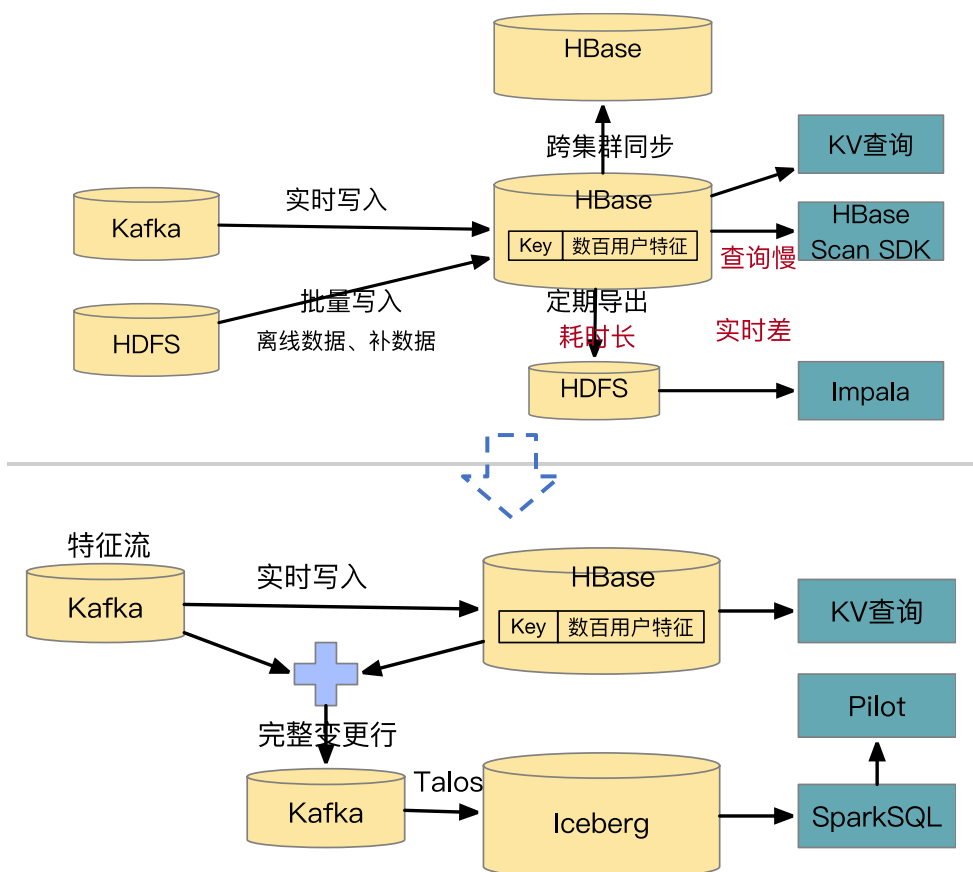 HBase
跨集群同步
KV查询
实时写入
Kafka
HBase
Key 数百用户特征
HBase
Scan SDK
查询慢
批量写入
离线数据、补数据
HDFS
定期导出
耗时长
实时差
HDFS
Impala
特征流
Kafka
实时写入
HBase
Key 数百用户特征
KV查询
完整变更行
Pilot
Kafka
Talos
Iceberg
SparkSQL